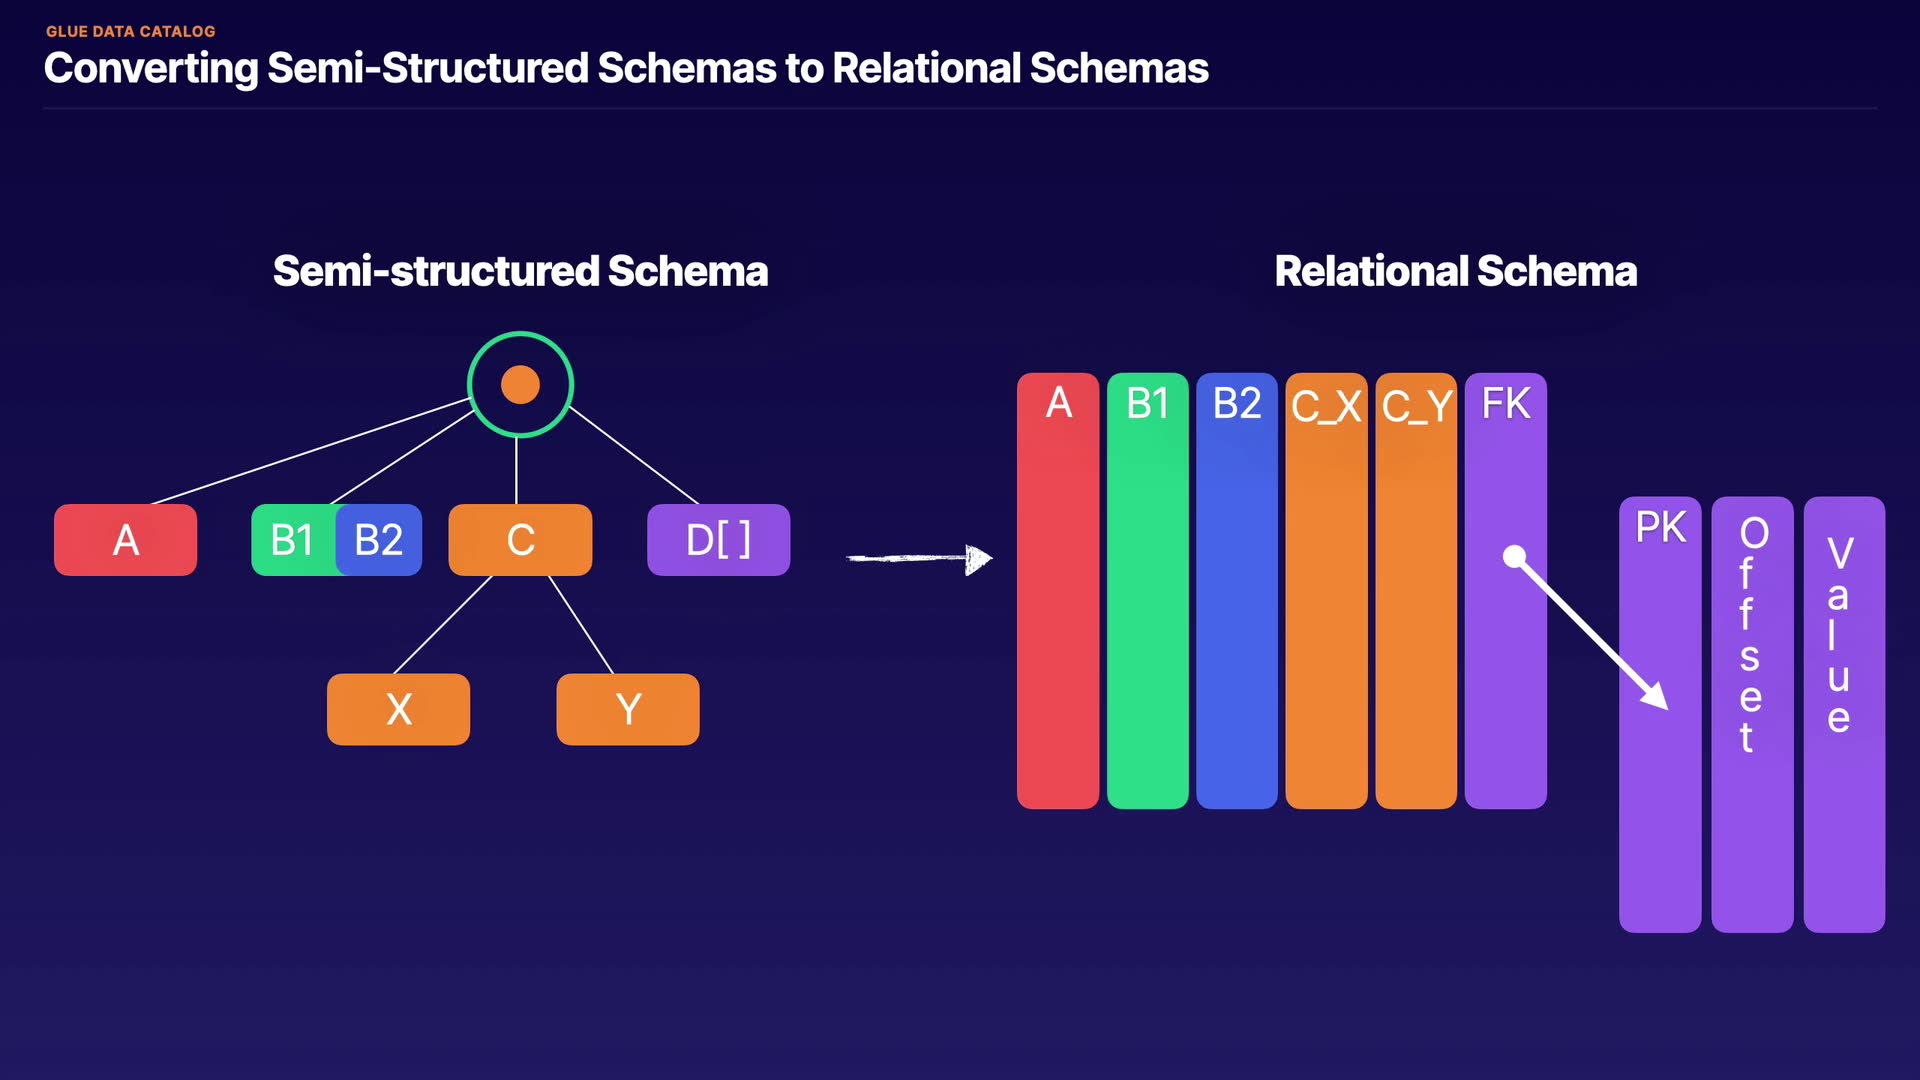 GLUE DATA CATALOG
Converting Semi-Structured Schemas to Relational Schemas
Semi-structured Schema
A
B1
B2
C
D[ ]
X
Y
Relational Schema
A
B1
B2
C_X
C_Y
FK
PK
Offset
Value